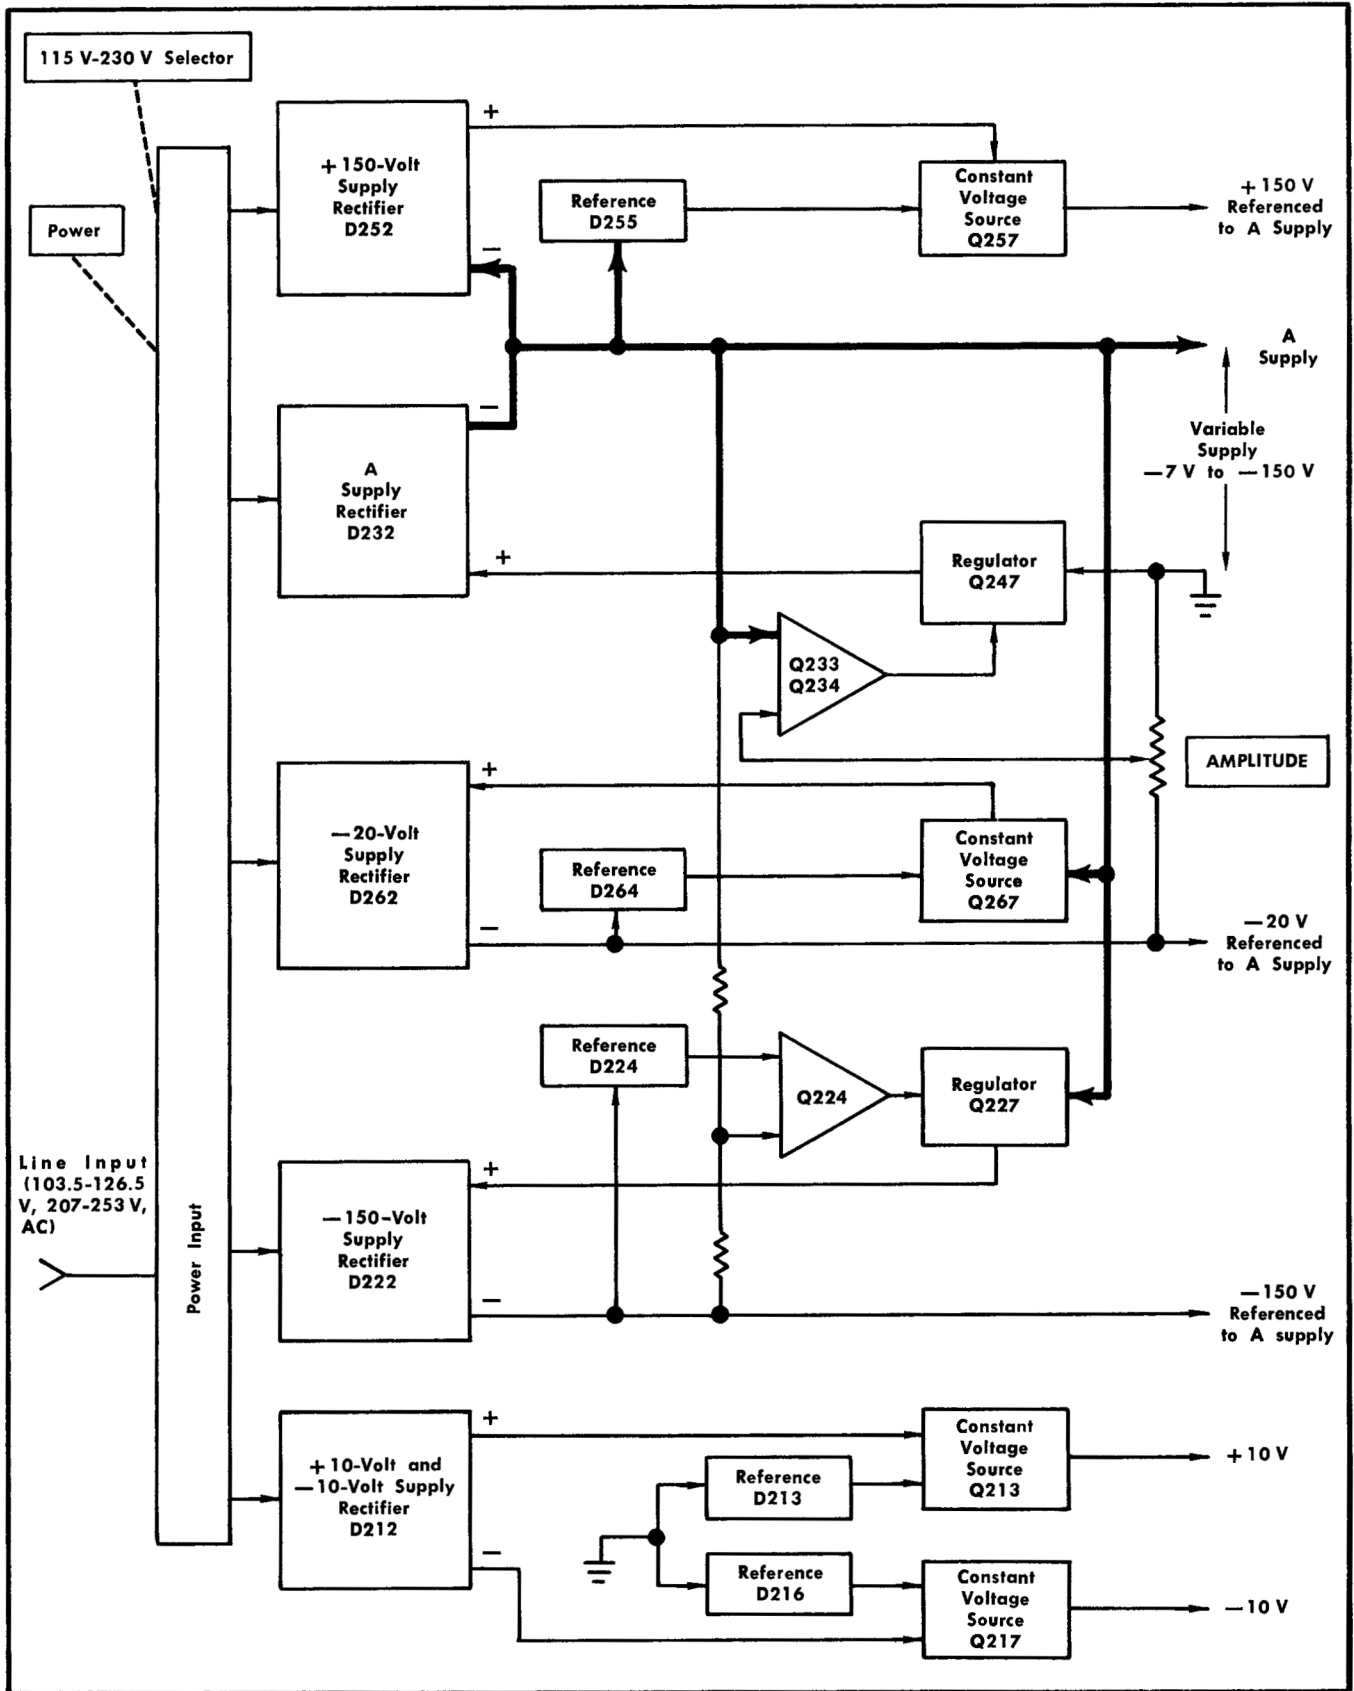 115 V-230 V Selector
Power
Power Input
Line Input
(103.5-126.5
V, 207-253 V,
AC)
+
+150-Volt
Supply
Rectifier
D252
—
Reference
D255
Constant
Voltage
Source
Q257
+150 V
Referenced
to A Supply
A
Supply
Variable
Supply
—7 V to —150 V
—
A
Supply
Rectifier
D232
+
Regulator
Q247
Q233
Q234
AMPLITUDE
+
—20-Volt
Supply
Rectifier
D262
—
Reference
D264
Constant
Voltage
Source
Q267
—20 V
Referenced
to A Supply
Reference
D224
Q224
Regulator
Q227
+
—150-Volt
Supply
Rectifier
D222
—
—150 V
Referenced
to A supply
+
+10-Volt and
—10-Volt Supply
Rectifier
D212
—
Reference
D213
Constant
Voltage
Source
Q213
+10 V
Reference
D216
Constant
Voltage
Source
Q217
—10 V